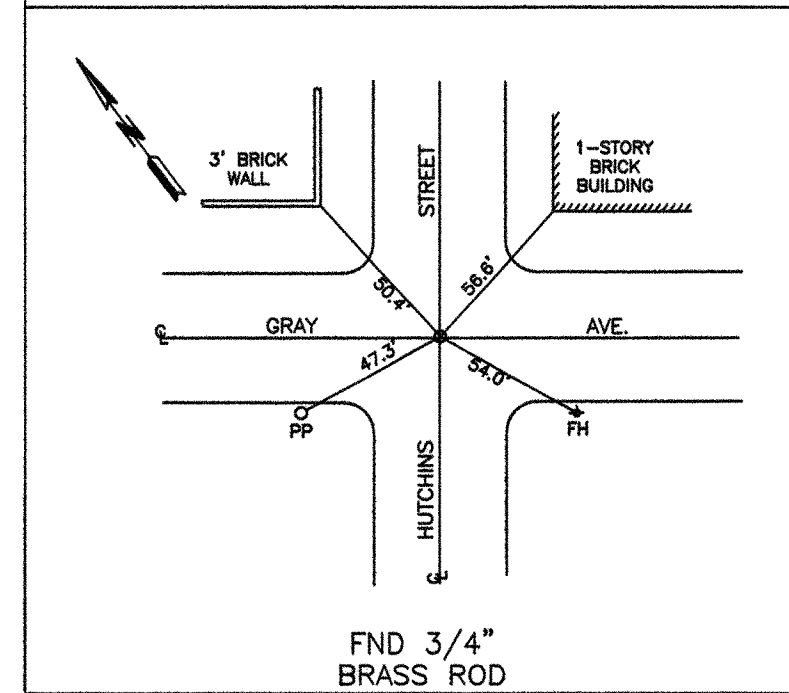 N
3' BRICK
WALL
STREET
1-STORY
BRICK
BUILDING
50.4'
56.6'
℄
GRAY
AVE.
47.3'
54.0'
PP
FH
HUTCHINS
℄
FND 3/4"
BRASS ROD